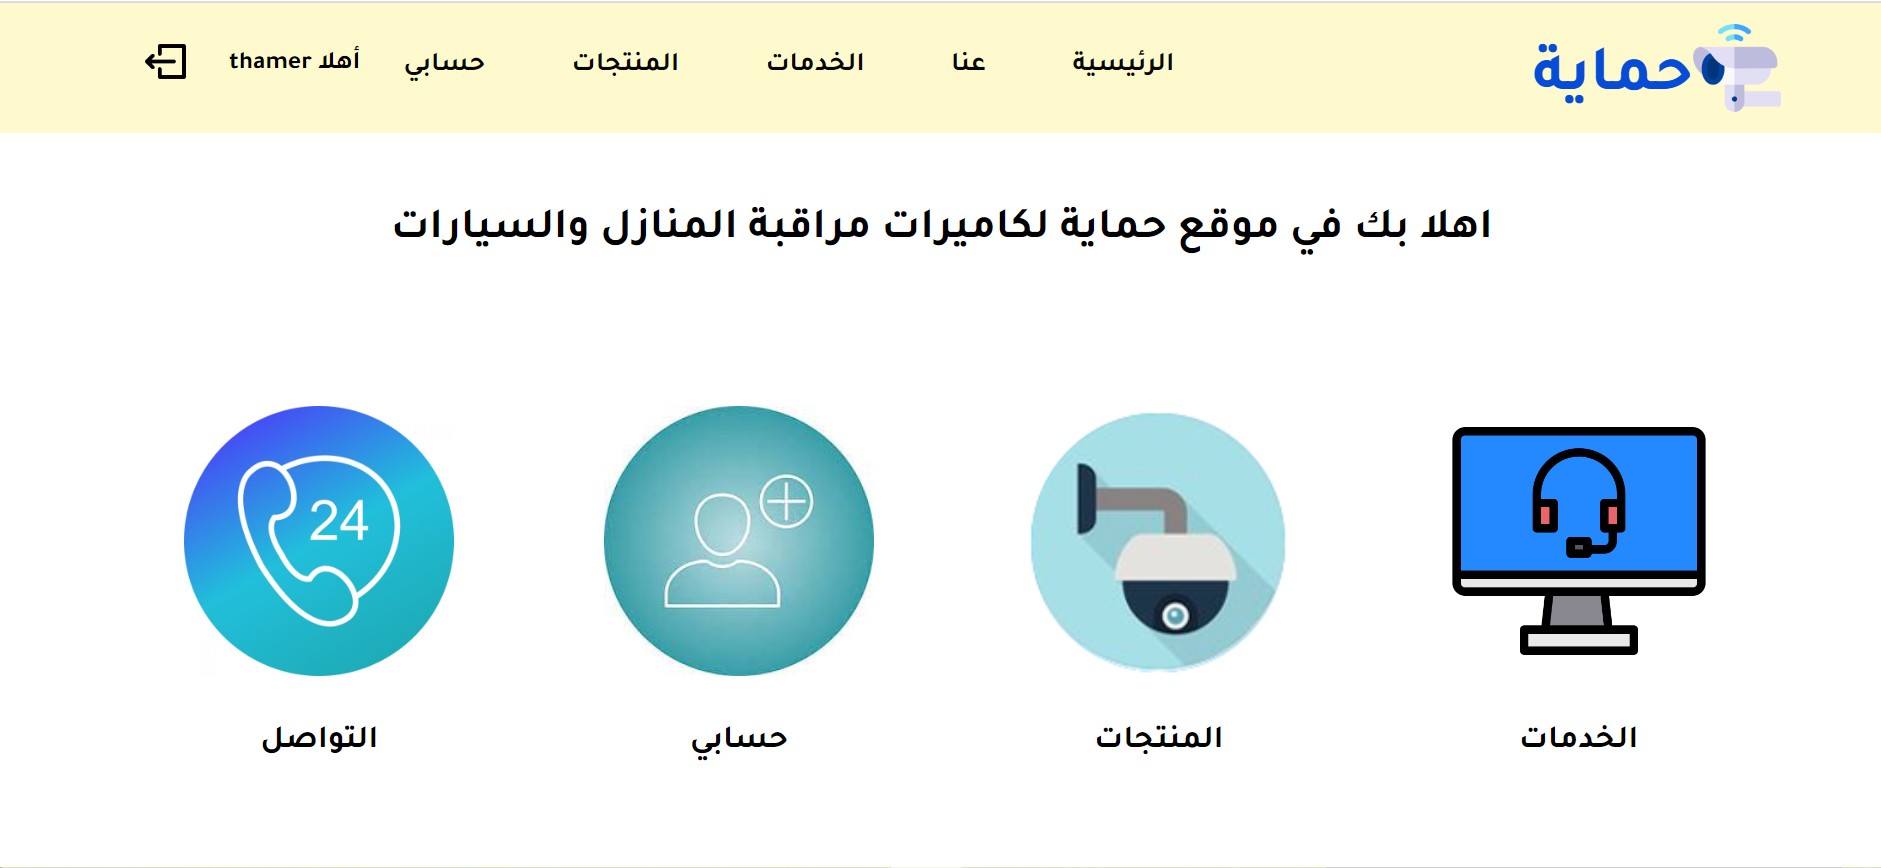 حماية
الرئيسية
عنا
الخدمات
المنتجات
حسابي
أهلا thamer
اهلا بك في موقع حماية لكاميرات مراقبة المنازل والسيارات
24
الخدمات
المنتجات
حسابي
التواصل